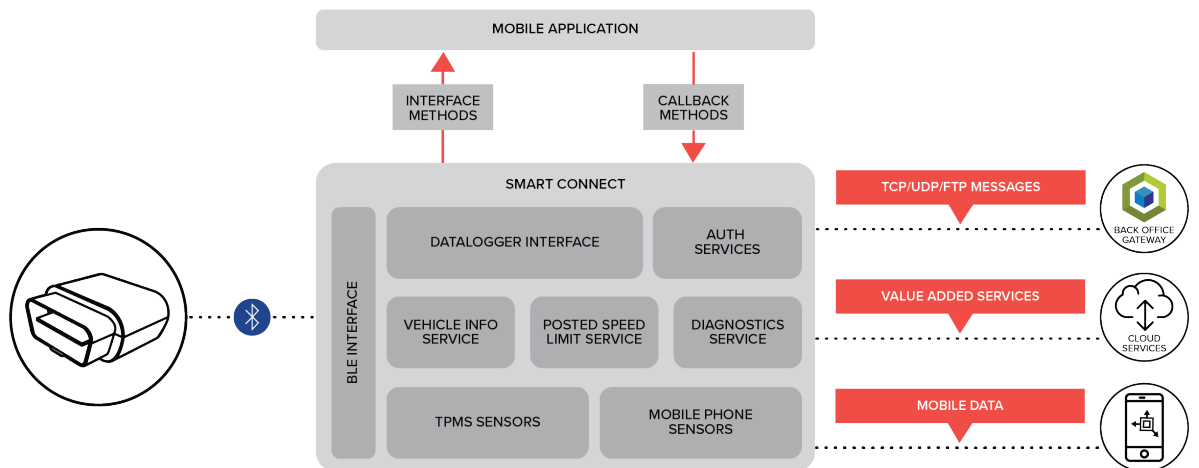 MOBILE APPLICATION
INTERFACE
METHODS
CALLBACK
METHODS
SMART CONNECT
BLE INTERFACE
DATALOGGER INTERFACE
AUTH
SERVICES
VEHICLE INFO
SERVICE
POSTED SPEED
LIMIT SERVICE
DIAGNOSTICS
SERVICE
TPMS SENSORS
MOBILE PHONE
SENSORS
TCP/UDP/FTP MESSAGES
BACK OFFICE
GATEWAY
VALUE ADDED SERVICES
CLOUD
SERVICES
MOBILE DATA